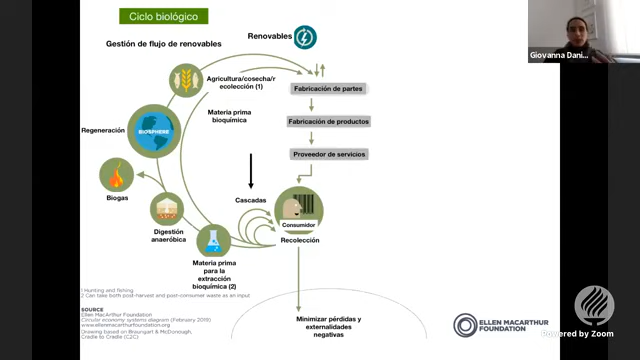 Ciclo biológico
Renovables
Gestión de flujo de renovables
Giovanna Dani...
Agricultura/cosecha/r
ecolección (1)
Fabricación de partes
Materia prima
bioquímica
Fabricación de productos
Regeneración
BIOSPHERE
Proveedor de servicios
Biogas
Cascadas
Consumidor
Digestión
anaeróbica
Recolección
Materia prima
para la
extracción
bioquímica (2)
1 Hunting and fishing
2 Can take both post-harvest and post-consumer waste as an input
SOURCE
Ellen MacArthur Foundation
Circular economy systems diagram (February 2019)
www.ellenmacarthurfoundation.org
Drawing based on Braungart & McDonough,
Cradle to Cradle (C2C)
Minimizar pérdidas y
externalidades
negativas
ELLEN MACARTHUR
FOUNDATION
Powered by Zoom